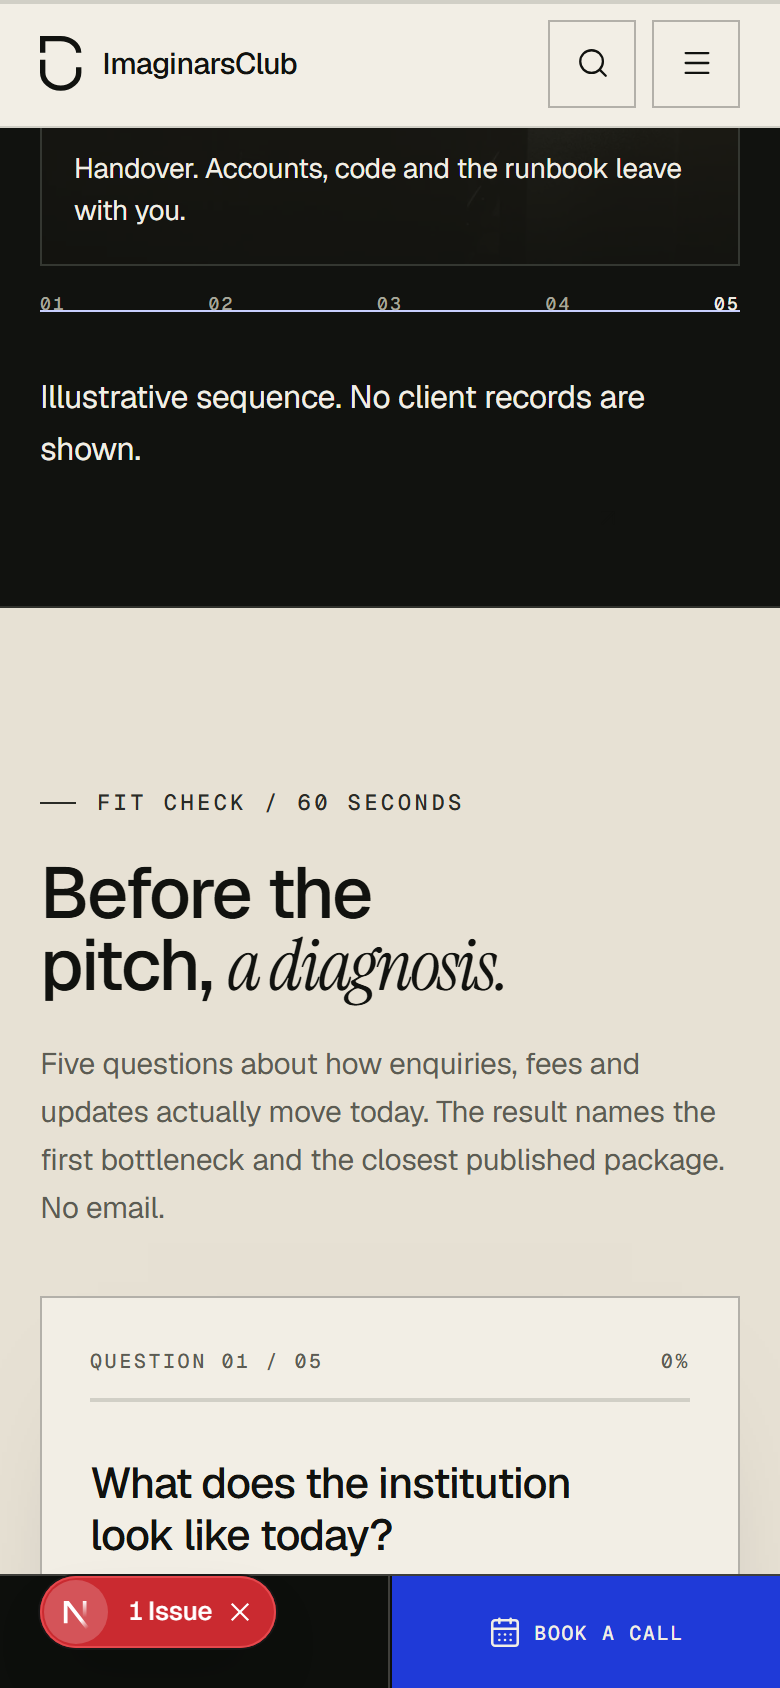 ImaginarsClub
Handover. Accounts, code and the runbook leave
with you.
01 02 03 04 05
Illustrative sequence. No client records are
shown.
FIT CHECK / 60 SECONDS
Before the
pitch, a diagnosis.
Five questions about how enquiries, fees and
updates actually move today. The result names the
first bottleneck and the closest published package.
No email.
QUESTION 01 / 05 0%
What does the institution
look like today?
N 1 Issue
BOOK A CALL